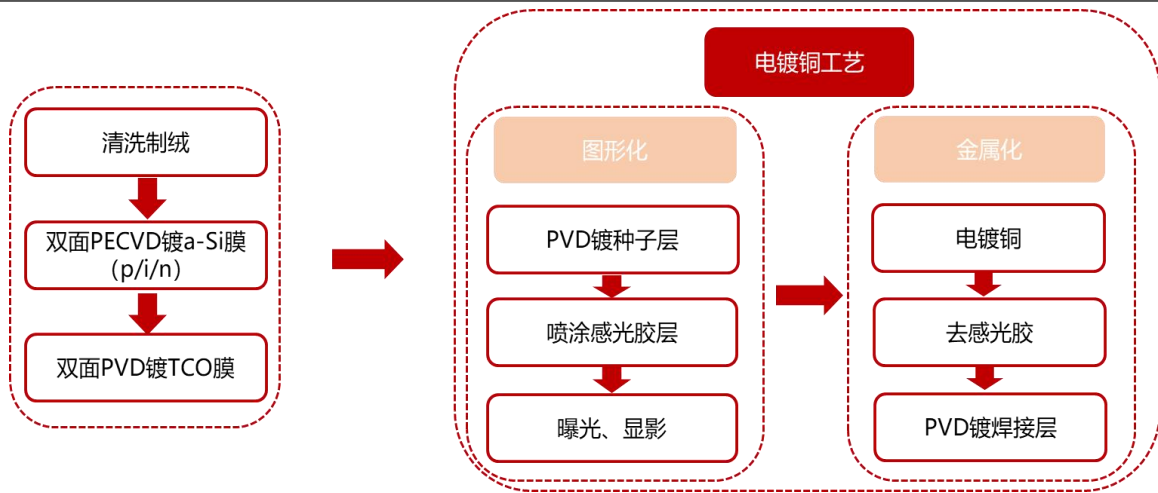 清洗制绒
双面PECVD镀a-Si膜
（p/i/n）
双面PVD镀TCO膜
电镀铜工艺
图形化
PVD镀种子层
喷涂感光胶层
曝光、显影
金属化
电镀铜
去感光胶
PVD镀焊接层